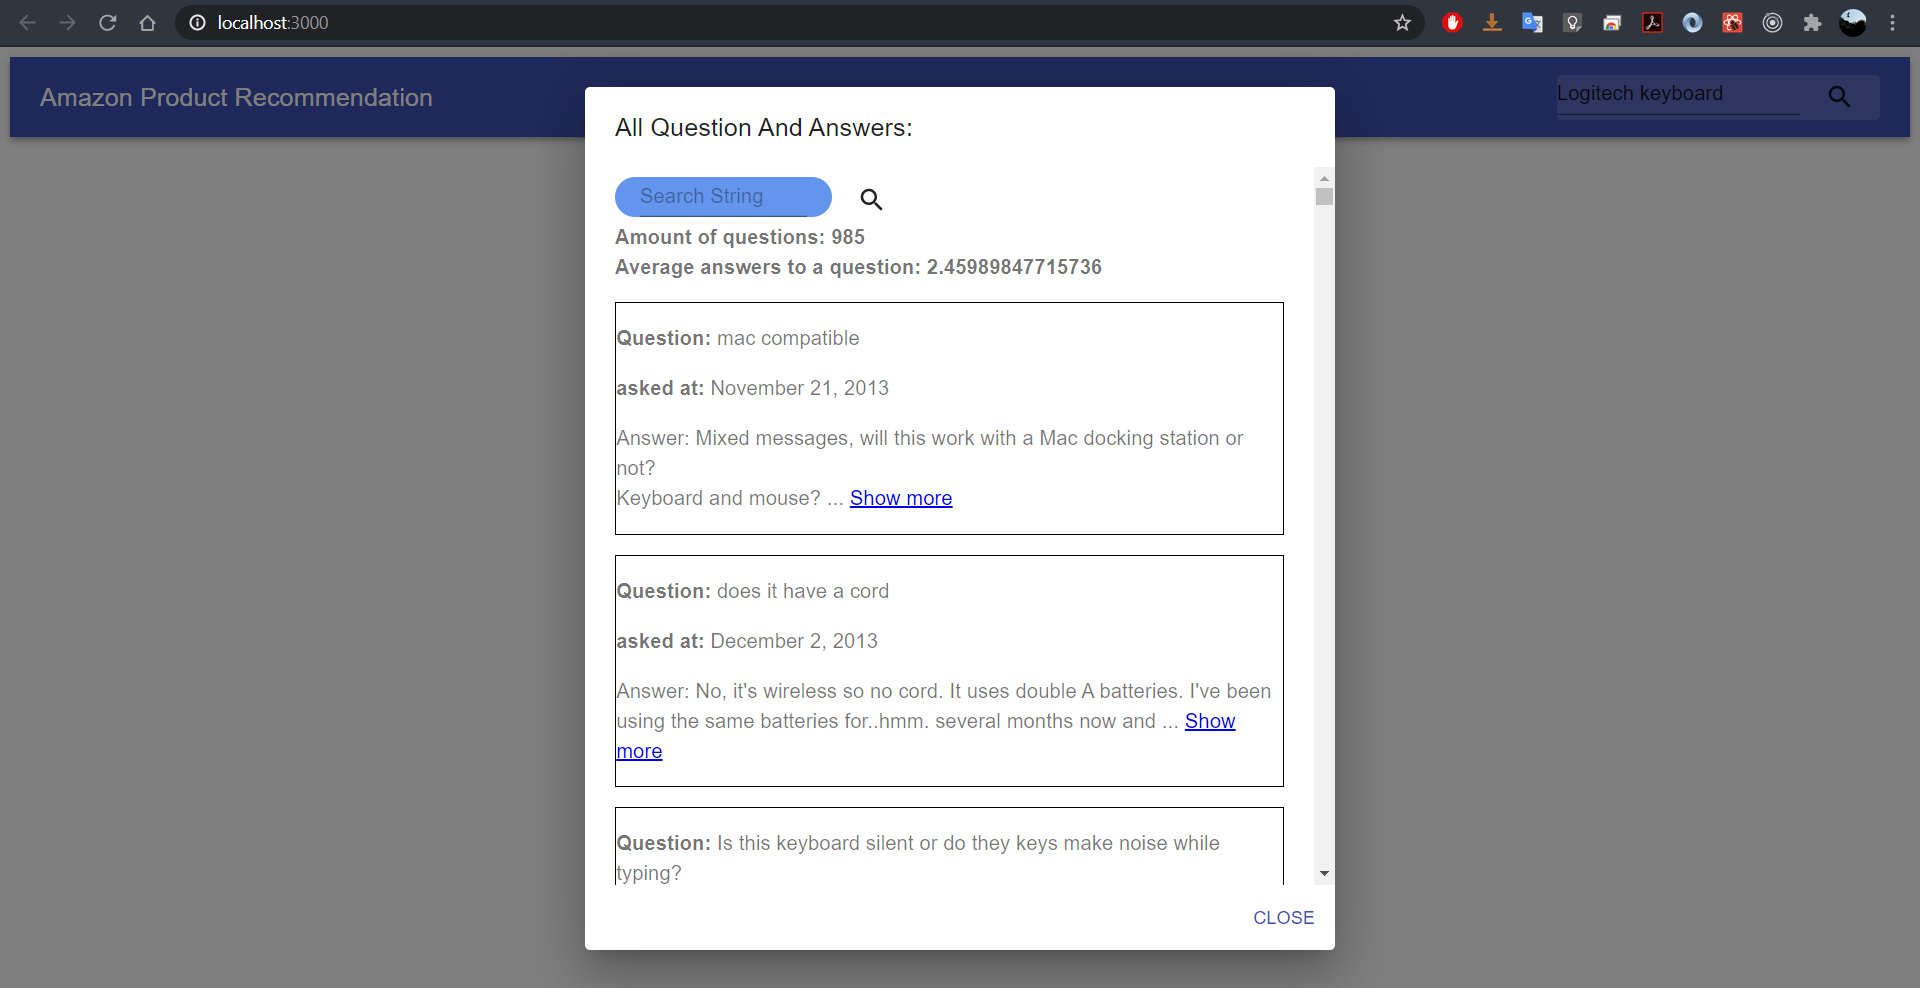 localhost:3000
Amazon Product Recommendation
Logitech keyboard
All Question And Answers:
Search String
Amount of questions: 985
Average answers to a question: 2.45989847715736
Question: mac compatible
asked at: November 21, 2013
Answer: Mixed messages, will this work with a Mac docking station or
not?
Keyboard and mouse? ... Show more
Question: does it have a cord
asked at: December 2, 2013
Answer: No, it's wireless so no cord. It uses double A batteries. I've been
using the same batteries for..hmm. several months now and ... Show
more
Question: Is this keyboard silent or do they keys make noise while
typing?
CLOSE